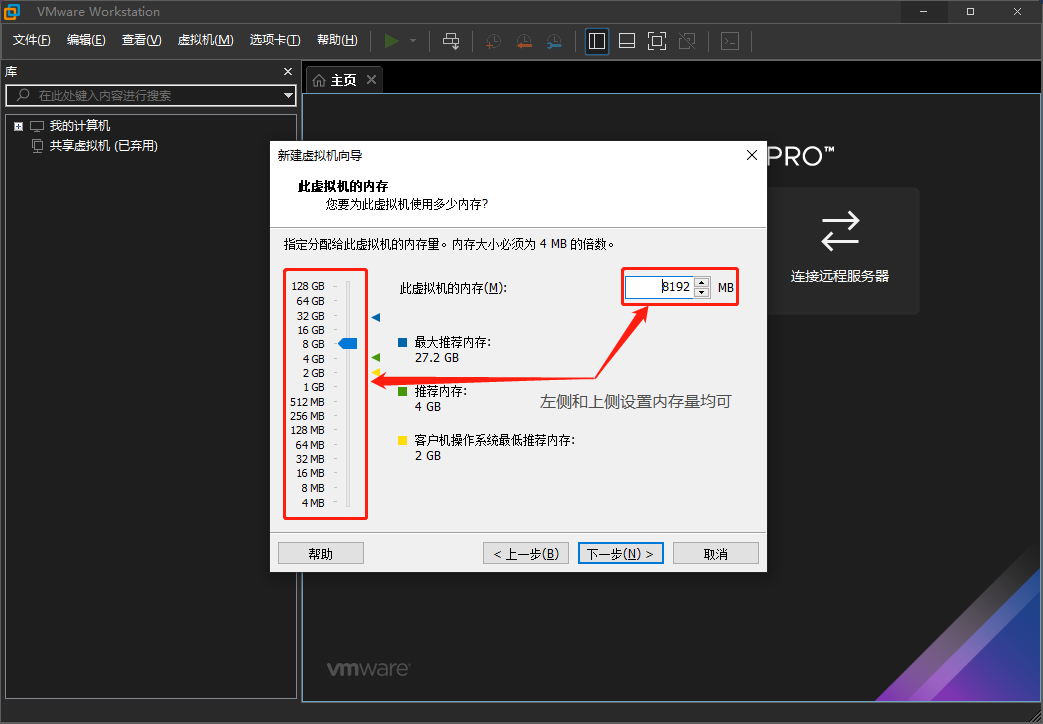 VMware Workstation
文件(F) 编辑(E) 查看(V) 虚拟机(M) 选项卡(T) 帮助(H)
库
在此处键入内容进行搜索
主页
我的计算机
共享虚拟机 (已弃用)
PRO™
连接远程服务器
新建虚拟机向导
此虚拟机的内存
您要为此虚拟机使用多少内存?
指定分配给此虚拟机的内存量。内存大小必须为 4 MB 的倍数。
128 GB
64 GB
32 GB
16 GB
8 GB
4 GB
2 GB
1 GB
512 MB
256 MB
128 MB
64 MB
32 MB
16 MB
8 MB
4 MB
此虚拟机的内存(M):
8192 MB
最大推荐内存:
27.2 GB
推荐内存:
4 GB
左侧和上侧设置内存量均可
客户机操作系统最低推荐内存:
2 GB
帮助 < 上一步(B) 下一步(N) > 取消
vmware